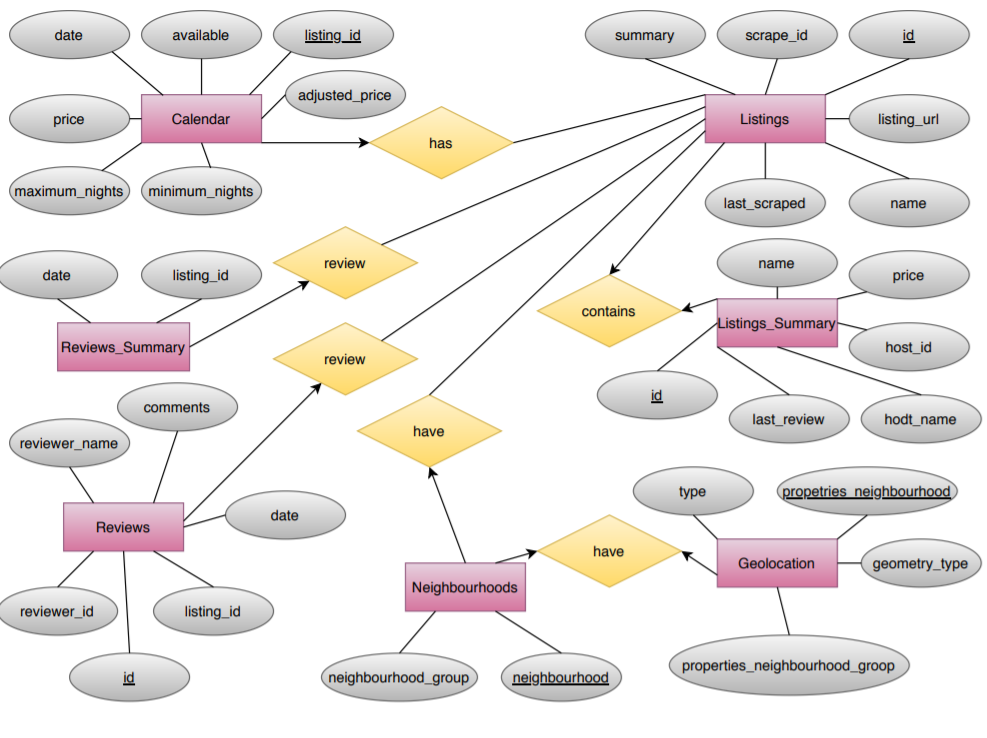 date
available
listing_id
summary
scrape_id
id
adjusted_price
price
Calendar
Listings
listing_url
has
maximum_nights
minimum_nights
last_scraped
name
date
listing_id
review
name
price
contains
Listings_Summary
Reviews_Summary
host_id
review
id
comments
last_review
hodt_name
reviewer_name
have
type
propetries_neighbourhood
date
Reviews
have
Geolocation
geometry_type
Neighbourhoods
reviewer_id
listing_id
properties_neighbourhood_group
id
neighbourhood_group
neighbourhood